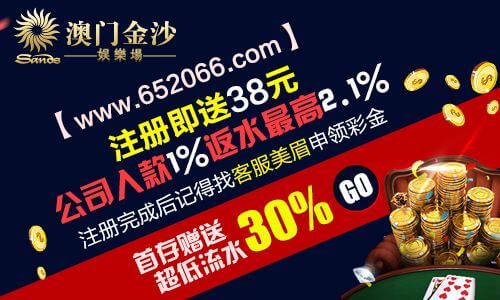 澳门金沙
Sands 娱樂場
【www.652066.com】
注册即送38元
公司入款1%返水最高2.1%
注册完成后记得找客服美眉申领彩金
首存赠送
超低流水
30%
GO